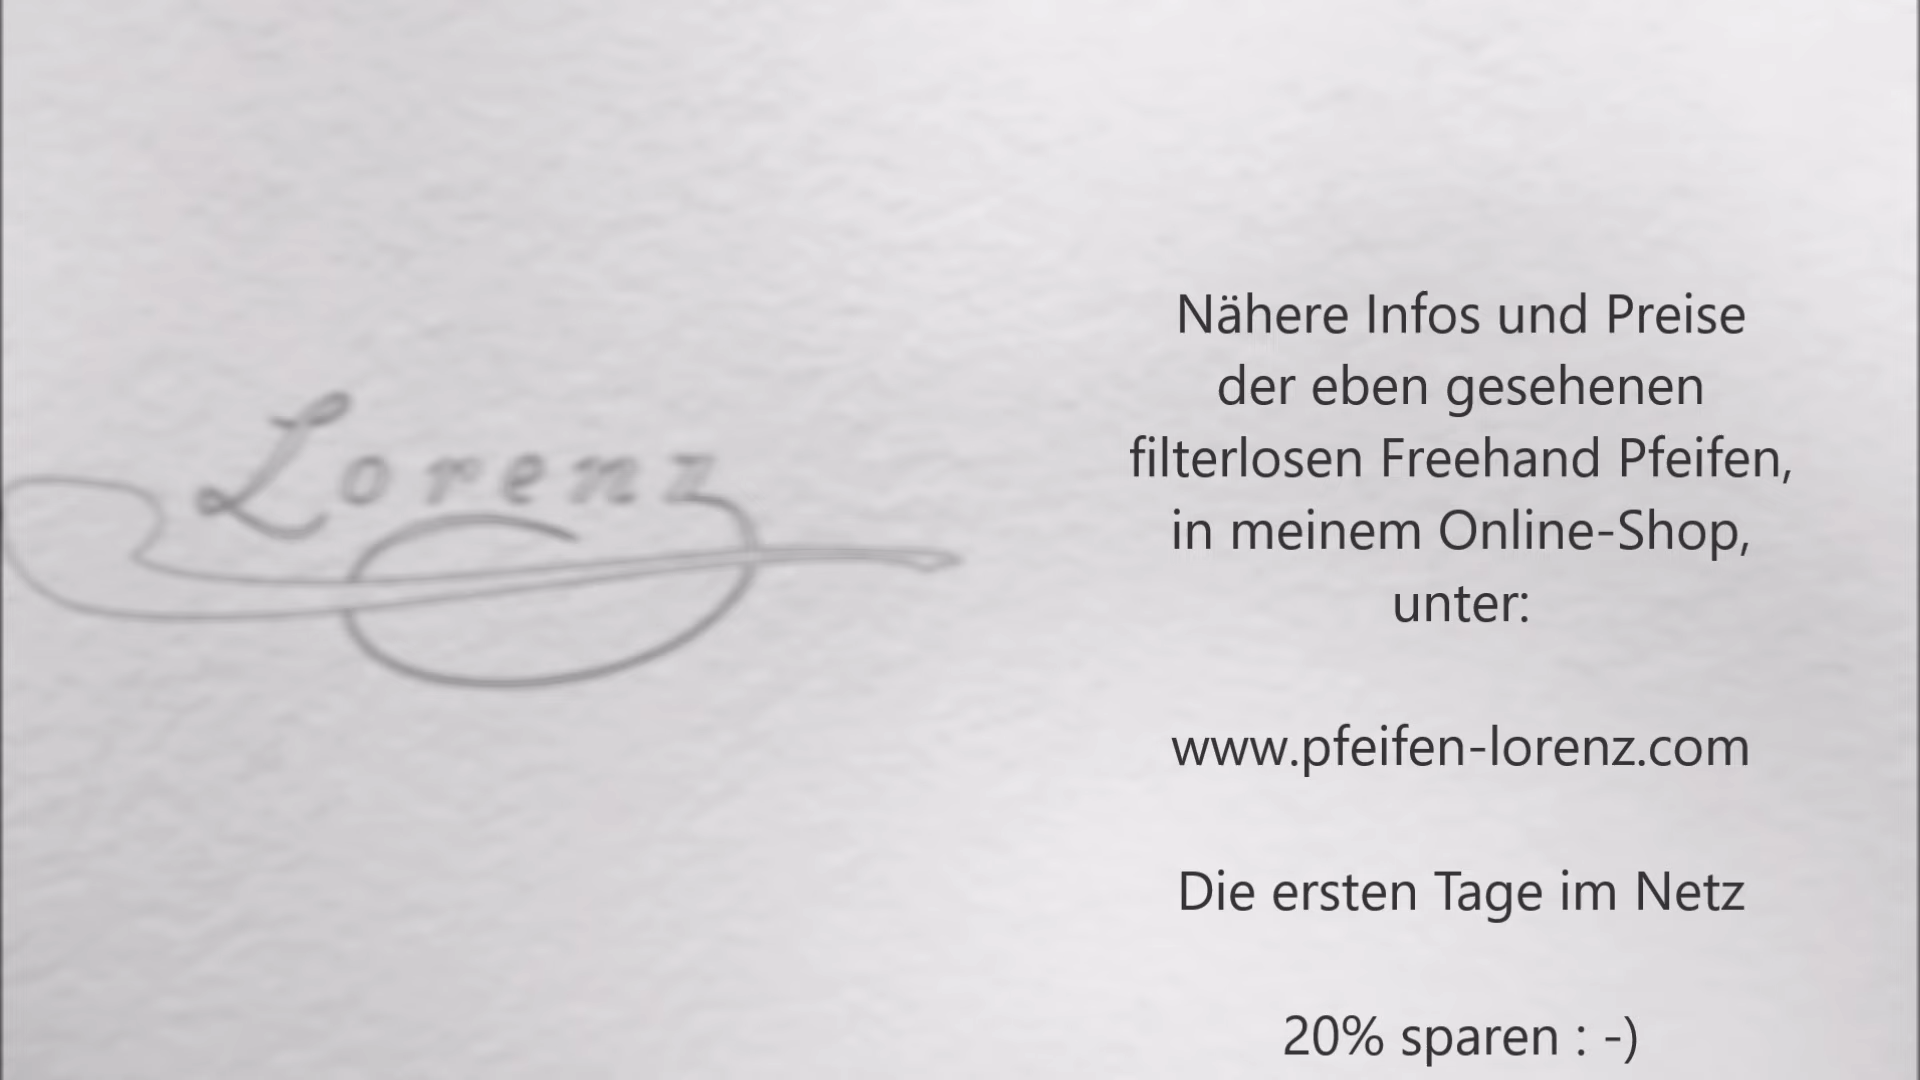 Lorenz
Nähere Infos und Preise
der eben gesehenen
filterlosen Freehand Pfeifen,
in meinem Online-Shop,
unter:
www.pfeifen-lorenz.com
Die ersten Tage im Netz
20% sparen : -)